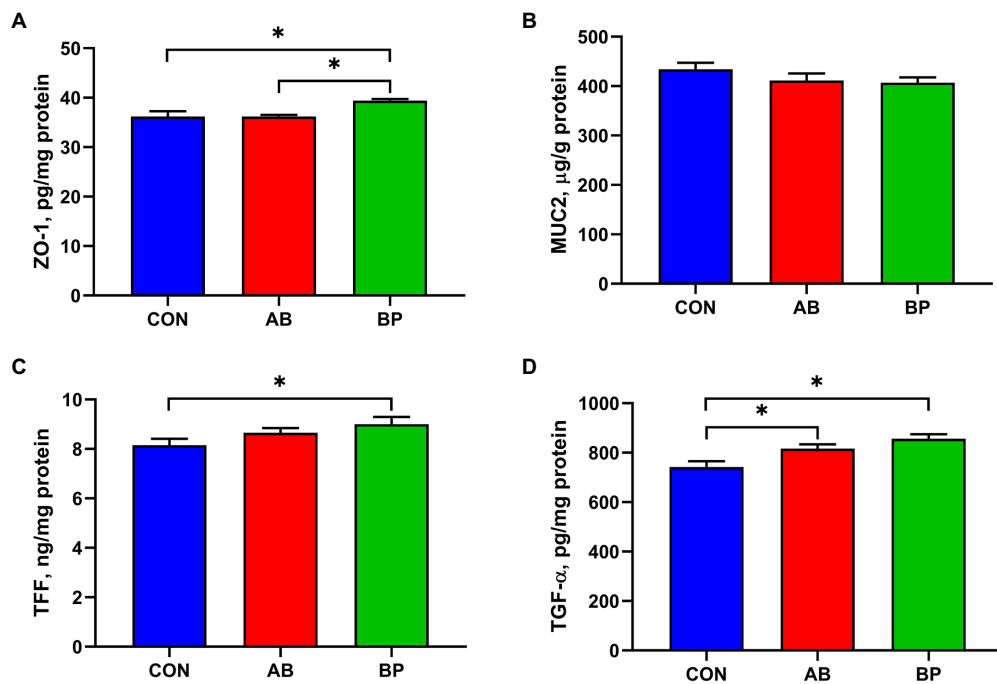 A
ZO-1, pg/mg protein
50
40
30
20
10
0
*
*
CON AB BP
B
MUC2, μg/g protein
500
400
300
200
100
0
CON AB BP
C
TFF, ng/mg protein
10
8
6
4
2
0
*
CON AB BP
D
TGF-α, pg/mg protein
1000
800
600
400
200
0
*
*
CON AB BP